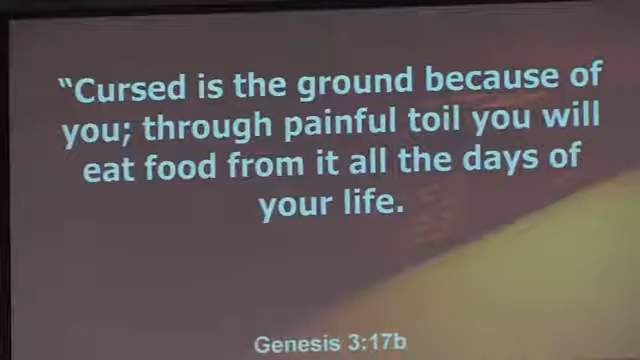 “Cursed is the ground because of
you; through painful toil you will
eat food from it all the days of
your life.
Genesis 3:17b